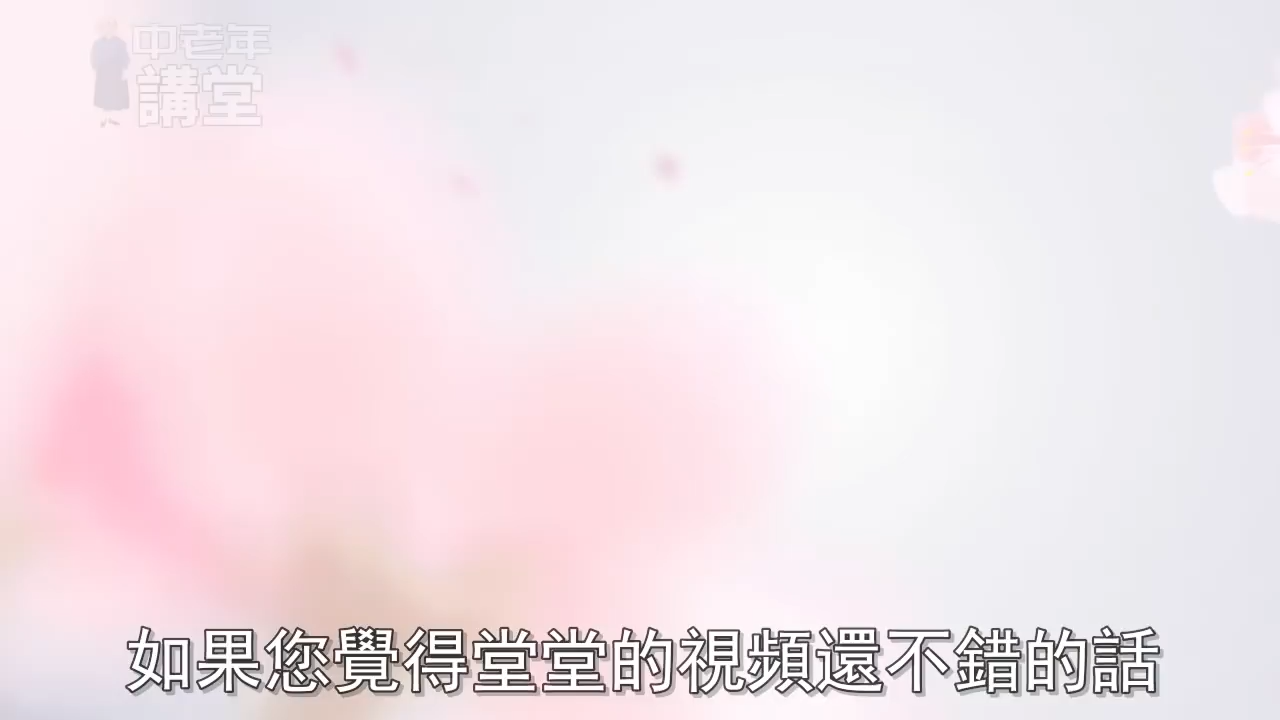 中老年
講堂
如果您覺得堂堂的視頻還不錯的話